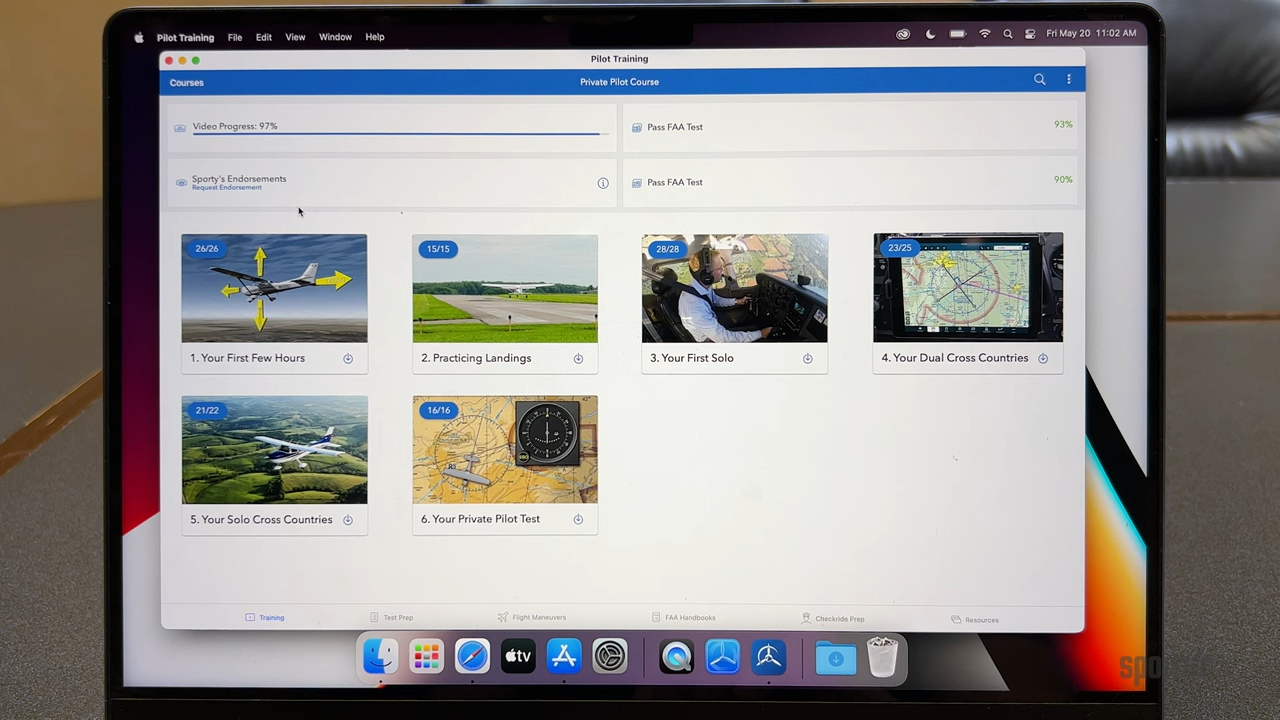 Pilot Training File Edit View Window Help
Fri May 20 11:02 AM
Pilot Training
Courses
Private Pilot Course
Video Progress: 97%
Pass FAA Test
93%
Sporty's Endorsements
Request Endorsement
Pass FAA Test
90%
26/26
15/15
28/28
23/25
1. Your First Few Hours
2. Practicing Landings
3. Your First Solo
4. Your Dual Cross Countries
21/22
16/16
5. Your Solo Cross Countries
6. Your Private Pilot Test
Training
Test Prep
Flight Maneuvers
FAA Handbooks
Checkride Prep
Resources
tv
spo